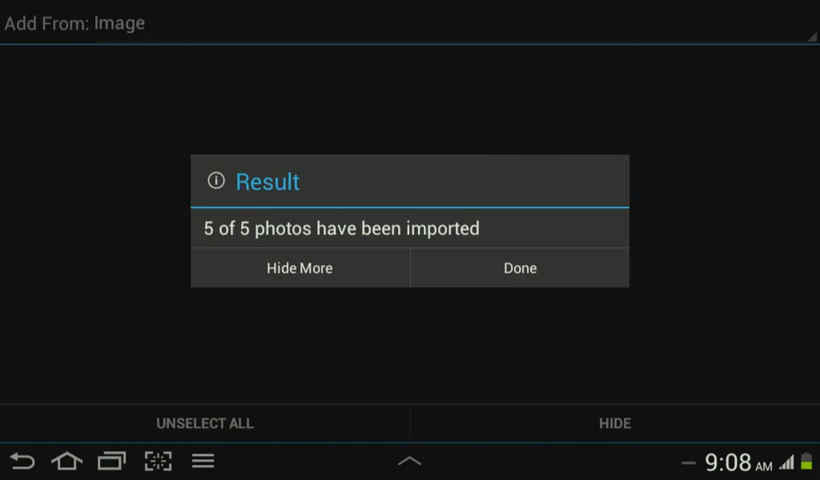 Add From: Image
Result
5 of 5 photos have been imported
Hide More
Done
UNSELECT ALL
HIDE
9:08 AM